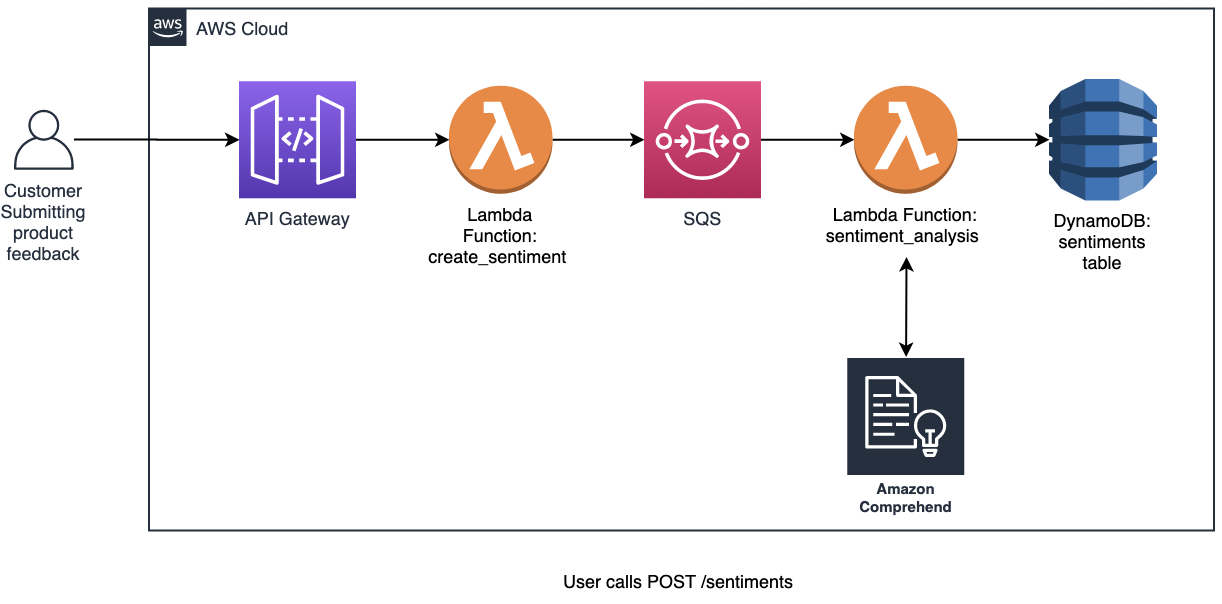 aws
AWS Cloud
Customer
Submitting
product
feedback
</>
API Gateway
Lambda
Function:
create_sentiment
SQS
Lambda Function:
sentiment_analysis
DynamoDB:
sentiments
table
Amazon
Comprehend
User calls POST /sentiments